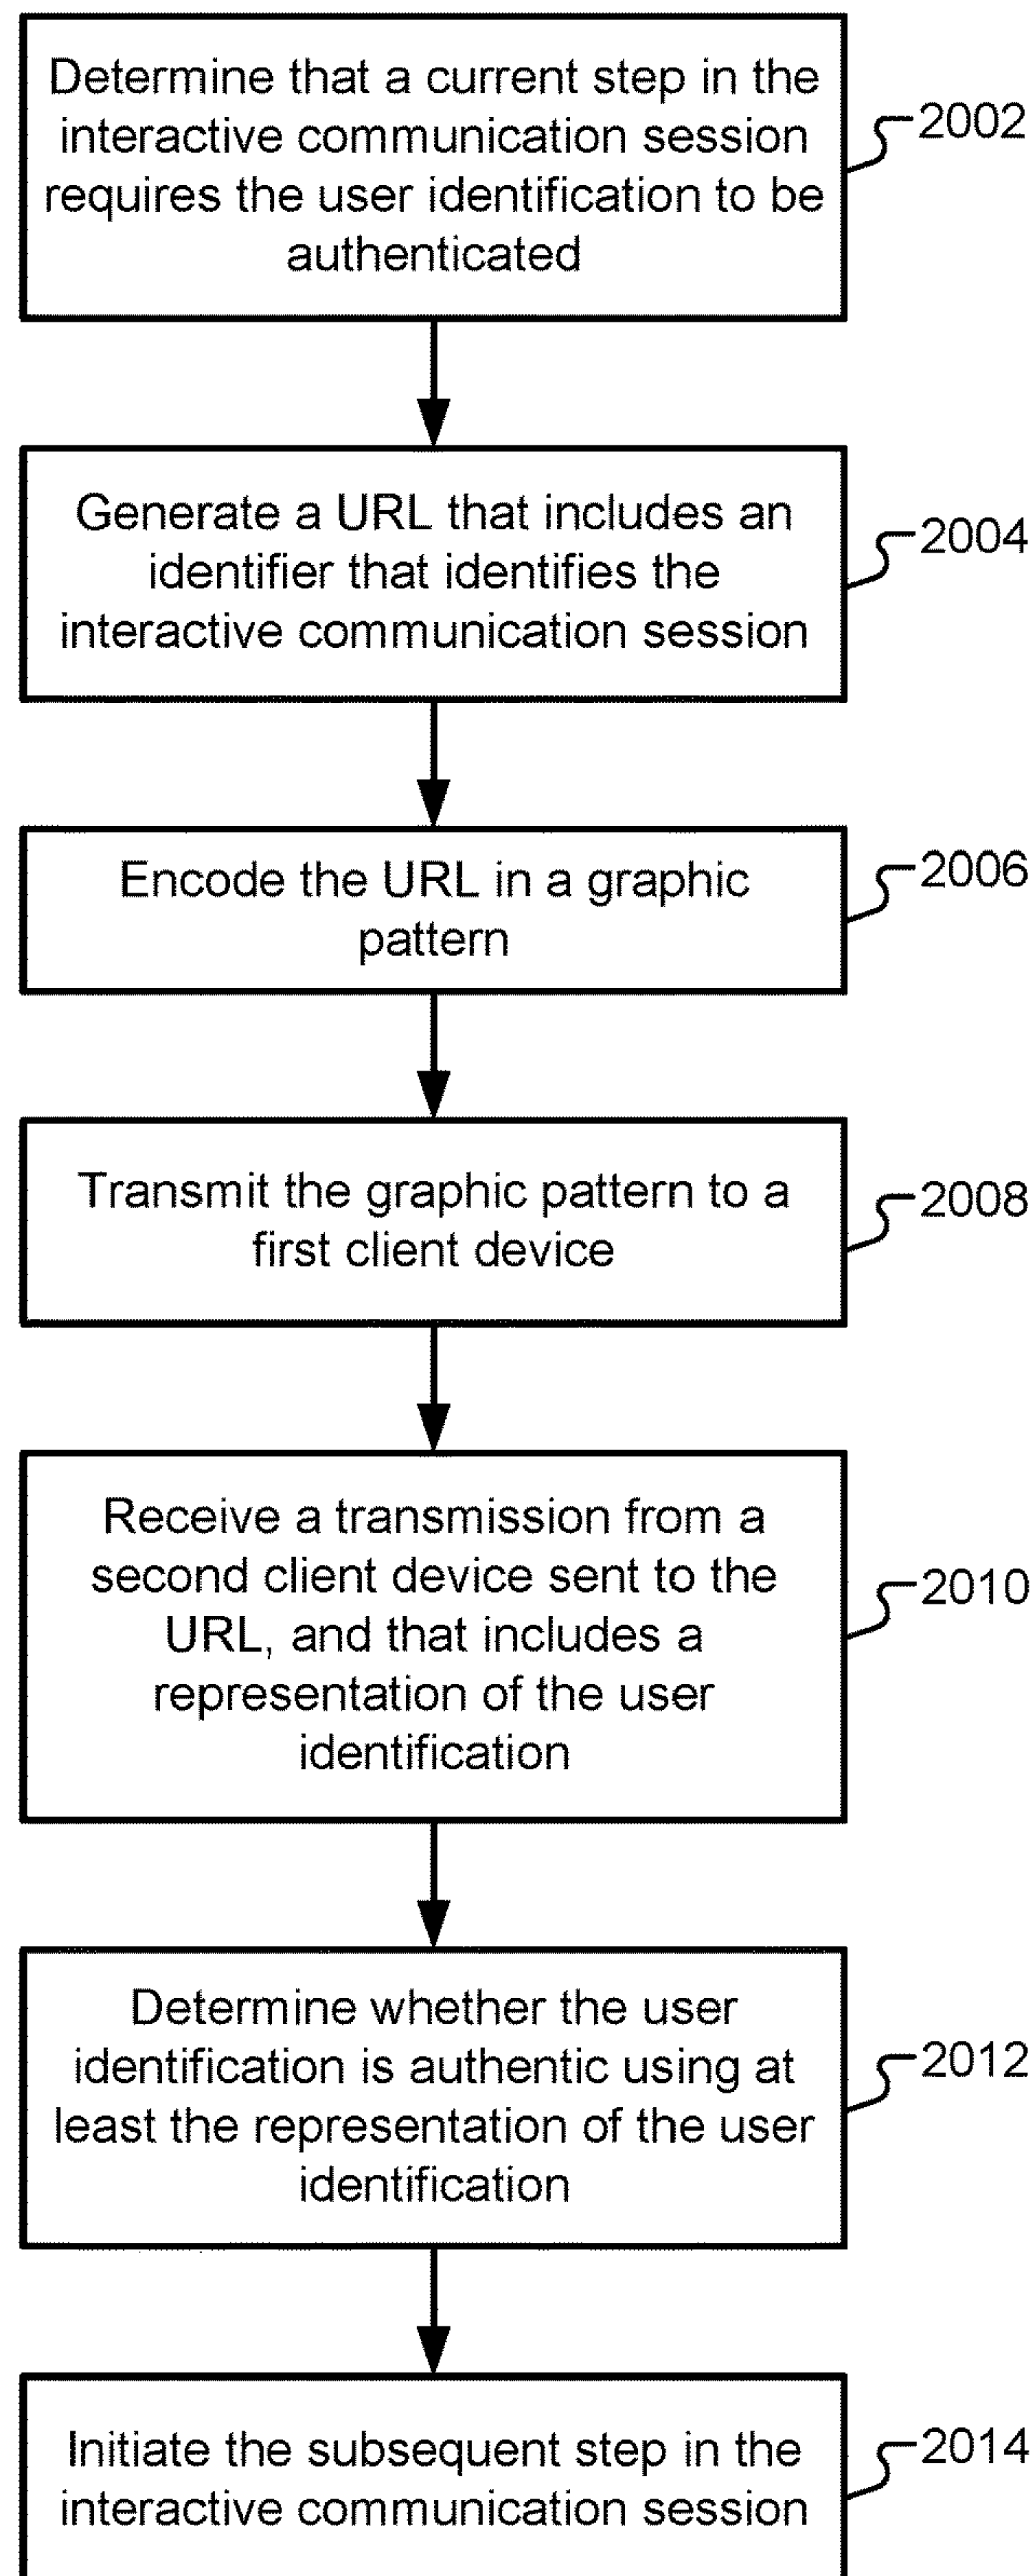 Determine that a current step in the
interactive communication session
requires the user identification to be
authenticated
2002
Generate a URL that includes an
identifier that identifies the
interactive communication session
2004
Encode the URL in a graphic
pattern
2006
Transmit the graphic pattern to a
first client device
2008
Receive a transmission from a
second client device sent to the
URL, and that includes a
representation of the user
identification
2010
Determine whether the user
identification is authentic using at
least the representation of the user
identification
2012
Initiate the subsequent step in the
interactive communication session
2014